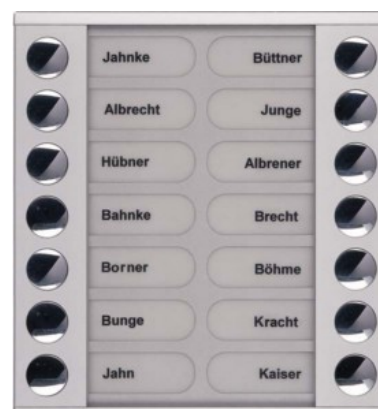 Jahnke Büttner
Albrecht Junge
Hübner Albrener
Bahnke Brecht
Borner Böhme
Bunge Kracht
Jahn Kaiser